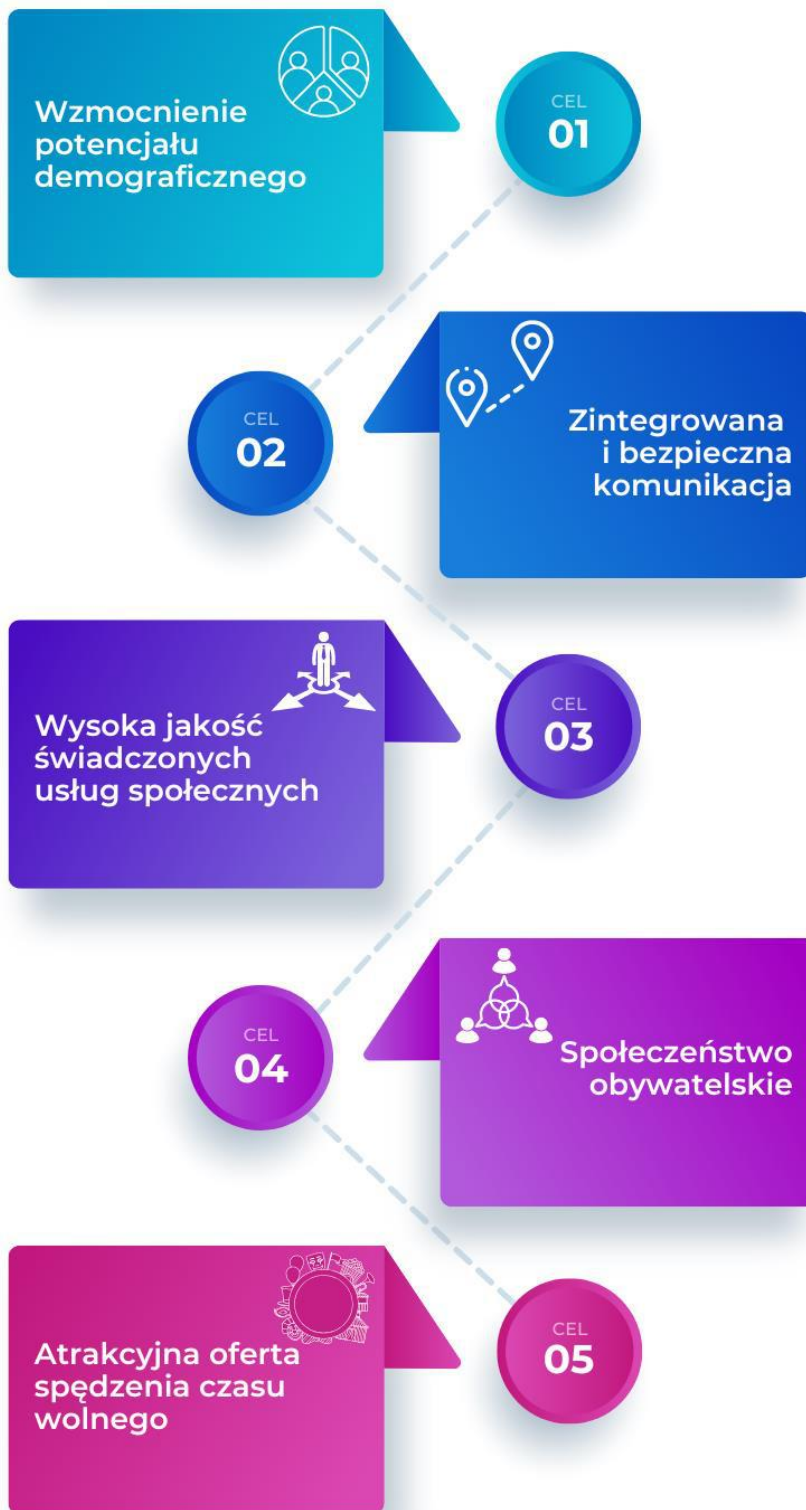 Wzmocnienie
potencjału
demograficznego
CEL
01
CEL
02
Zintegrowana
i bezpieczna
komunikacja
Wysoka jakość
świadczonych
usług społecznych
CEL
03
CEL
04
Społeczeństwo
obywatelskie
Atrakcyjna oferta
spędzenia czasu
wolnego
CEL
05